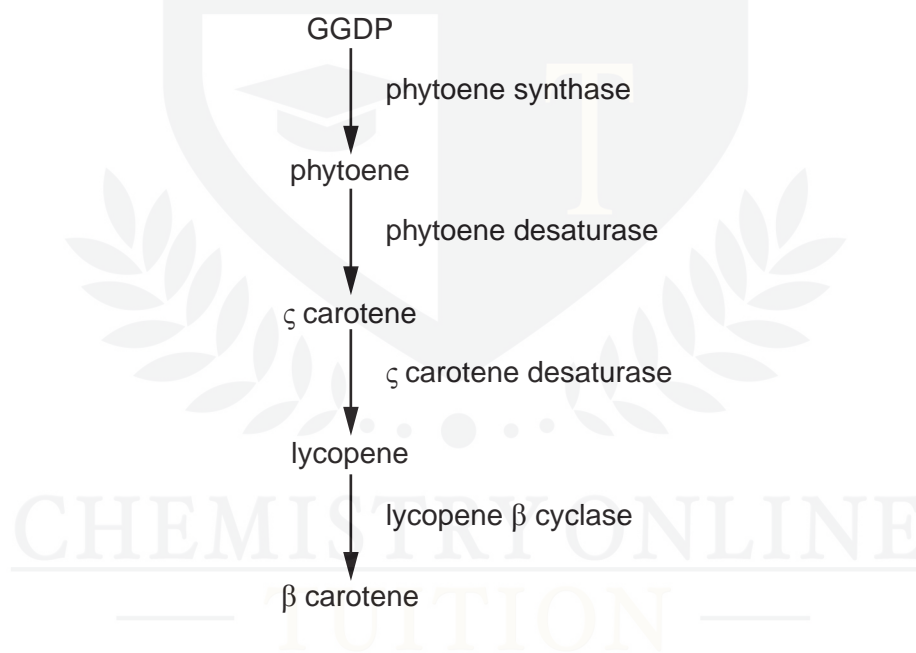 GGDP
phytoene synthase
phytoene
phytoene desaturase
ς carotene
ς carotene desaturase
lycopene
lycopene β cyclase
β carotene
T
CHEMISTRY ONLINE
TUITION